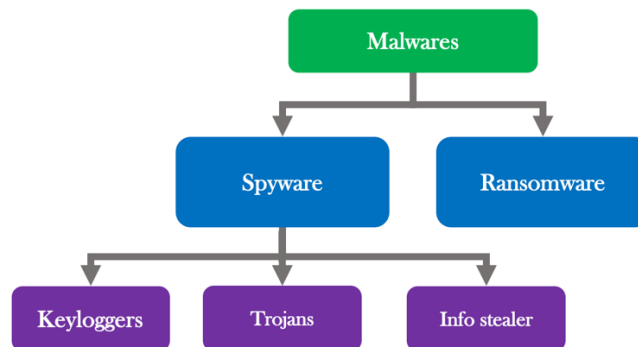 Malwares
Spyware
Ransomware
Keyloggers
Trojans
Info stealer